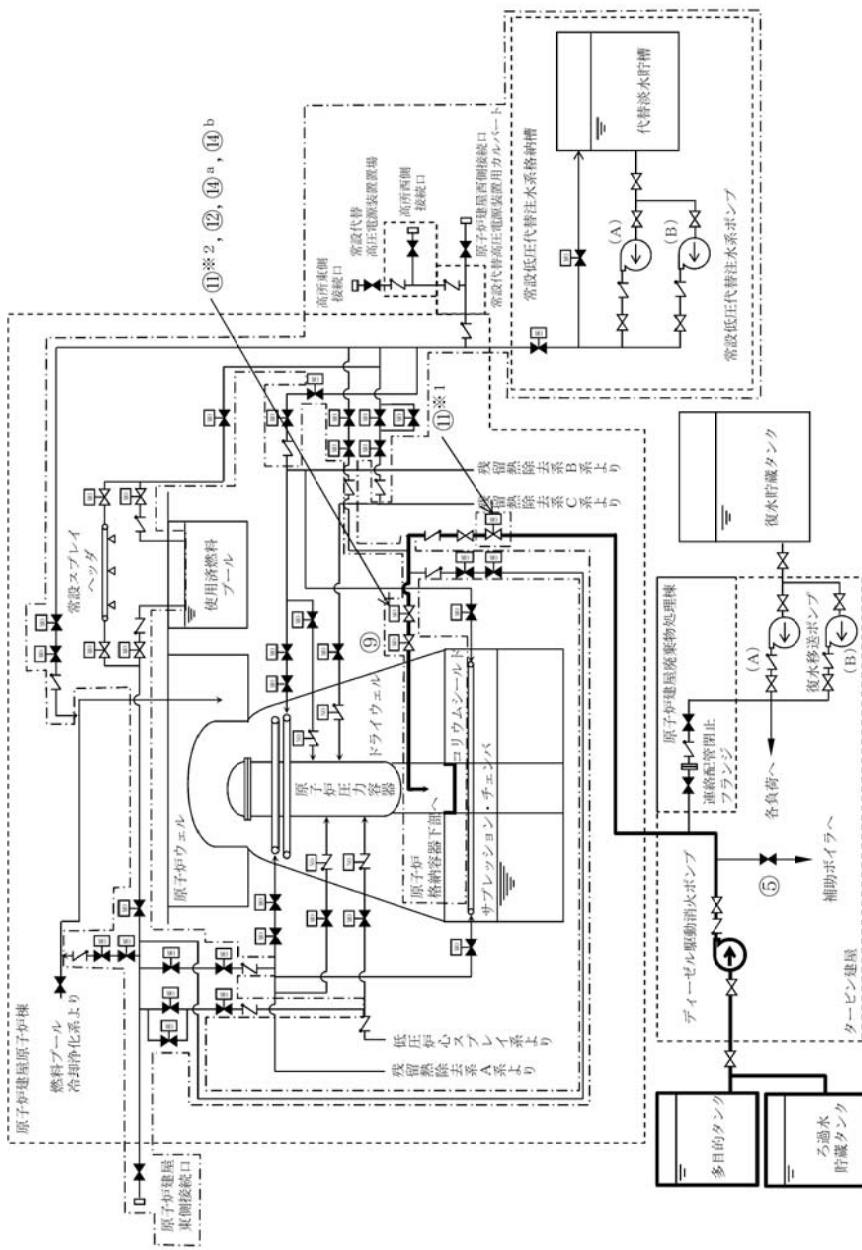 原子炉建屋原子炉棟
燃料プール
冷却浄化系より
原子炉建屋
東側接続口
原子炉ウェル
常設スプレイ
ヘッダ
使用済燃料
プール
原子炉圧力容器
ドライウェル
原子炉
格納容器下部へ
コリウムシールド
サプレッション・チェンバ
低圧炉心スプレイ系より
残留熱除去系A系より
残留熱除去系B系より
残留熱除去系C系より
⑨
⑪※2, ⑫, ⑭a, ⑭b
⑪※1
高所東側
接続口
常設代替
高圧電源装置置場
高所西側
接続口
原子炉建屋西側接続口
常設代替高圧電源装置用カルバート
常設低圧代替注水系格納槽
代替淡水貯槽
(A)
(B)
常設低圧代替注水系ポンプ
復水貯蔵タンク
原子炉建屋廃棄物処理棟
連絡配管閉止
フランジ
(A)
復水移送ポンプ
(B)
各負荷へ
ディーゼル駆動消火ポンプ
⑤
補助ボイラへ
タービン建屋
多目的タンク
ろ過水
貯蔵タンク